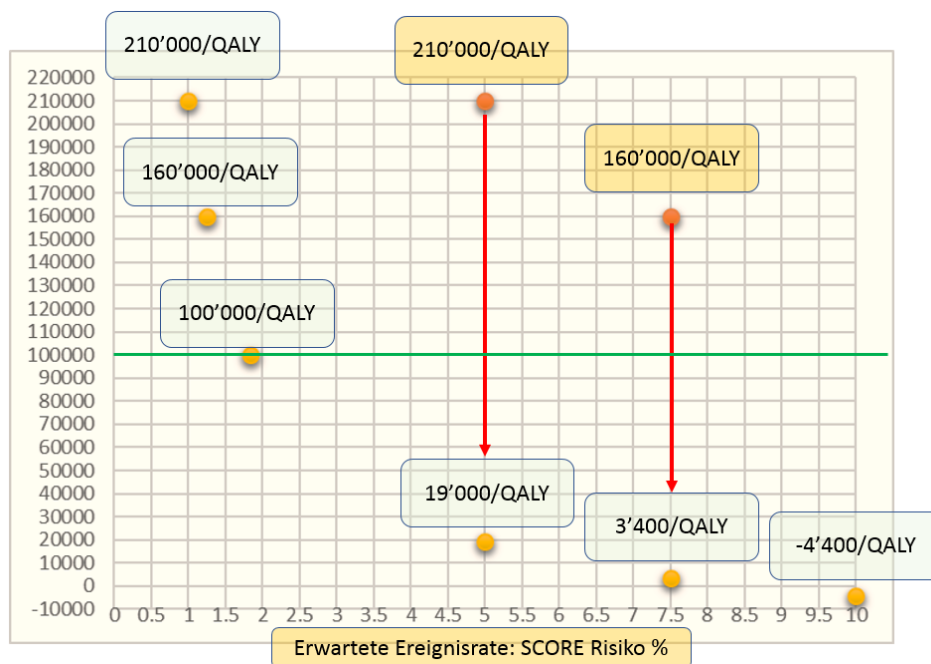 210’000/QALY
210’000/QALY
160’000/QALY
160’000/QALY
100’000/QALY
19’000/QALY
3’400/QALY
-4’400/QALY
220000
210000
200000
190000
180000
170000
160000
150000
140000
130000
120000
110000
100000
90000
80000
70000
60000
50000
40000
30000
20000
10000
0
-10000
0 0.5 1 1.5 2 2.5 3 3.5 4 4.5 5 5.5 6 6.5 7 7.5 8 8.5 9 9.5 10
Erwartete Ereignisrate: SCORE Risiko %